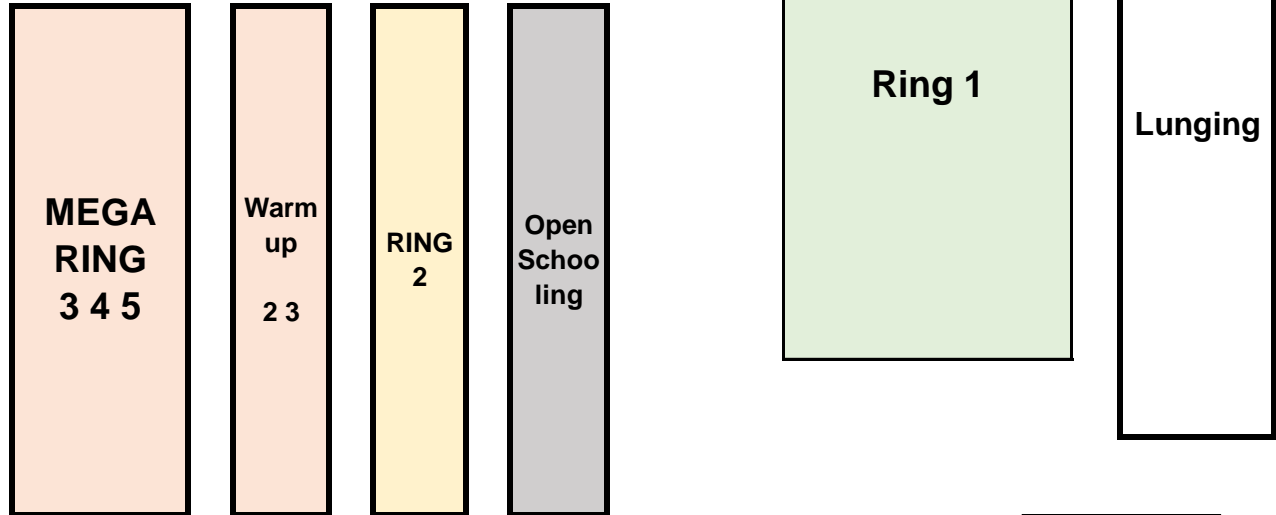 MEGA
RING
3 4 5
Warm
up
2 3
RING
2
Open
Schoo
ling
Ring 1
Lunging